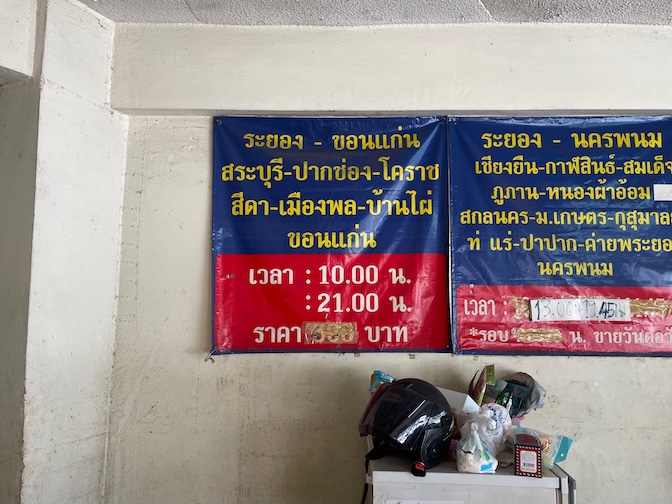 ระยอง - ขอนแก่น
สระบุรี-ปากช่อง-โคราช
สีดา-เมืองพล-บ้านไผ่
ขอนแก่น
เวลา : 10.00 น.
: 21.00 น.
ราคา บาท
ระยอง - นครพนม
เชียงยืน-กาฬสินธ์-สมเด็จ
ภูภาน-หนองผ้าอ้อม
สกลนคร-ม.เกษตร-กุสุมาล
ท่าแร่-ปาปาก-ค่ายพระยอ
นครพนม
เวลา :
*รอบ น. ขายวันต่อ